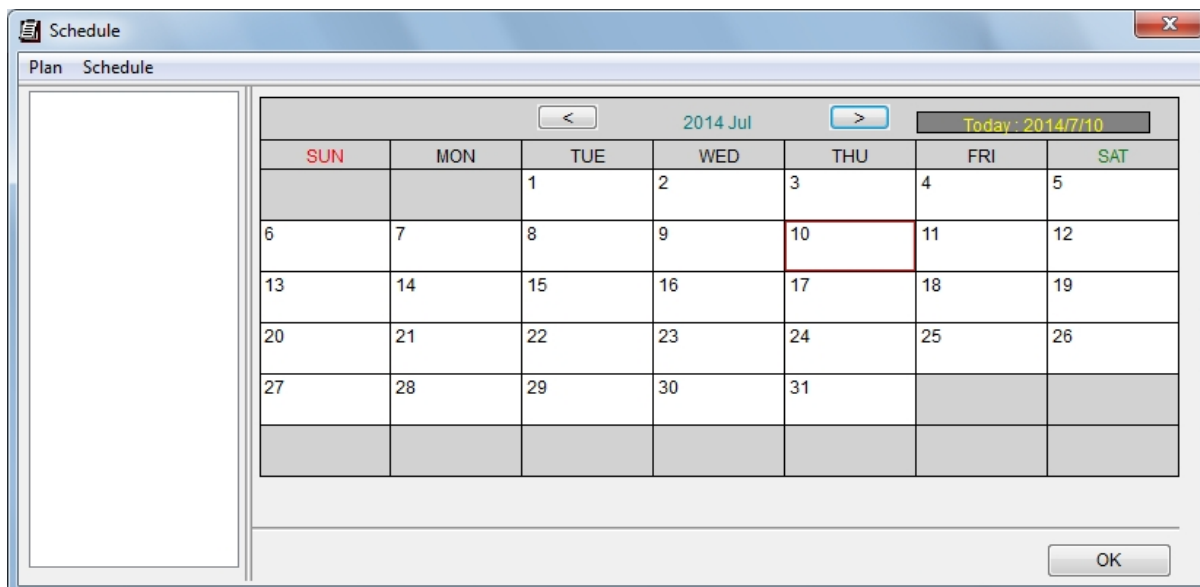 Schedule
X
Plan Schedule
< 2014 Jul > Today : 2014/7/10
SUN MON TUE WED THU FRI SAT
1 2 3 4 5
6 7 8 9 10 11 12
13 14 15 16 17 18 19
20 21 22 23 24 25 26
27 28 29 30 31
OK